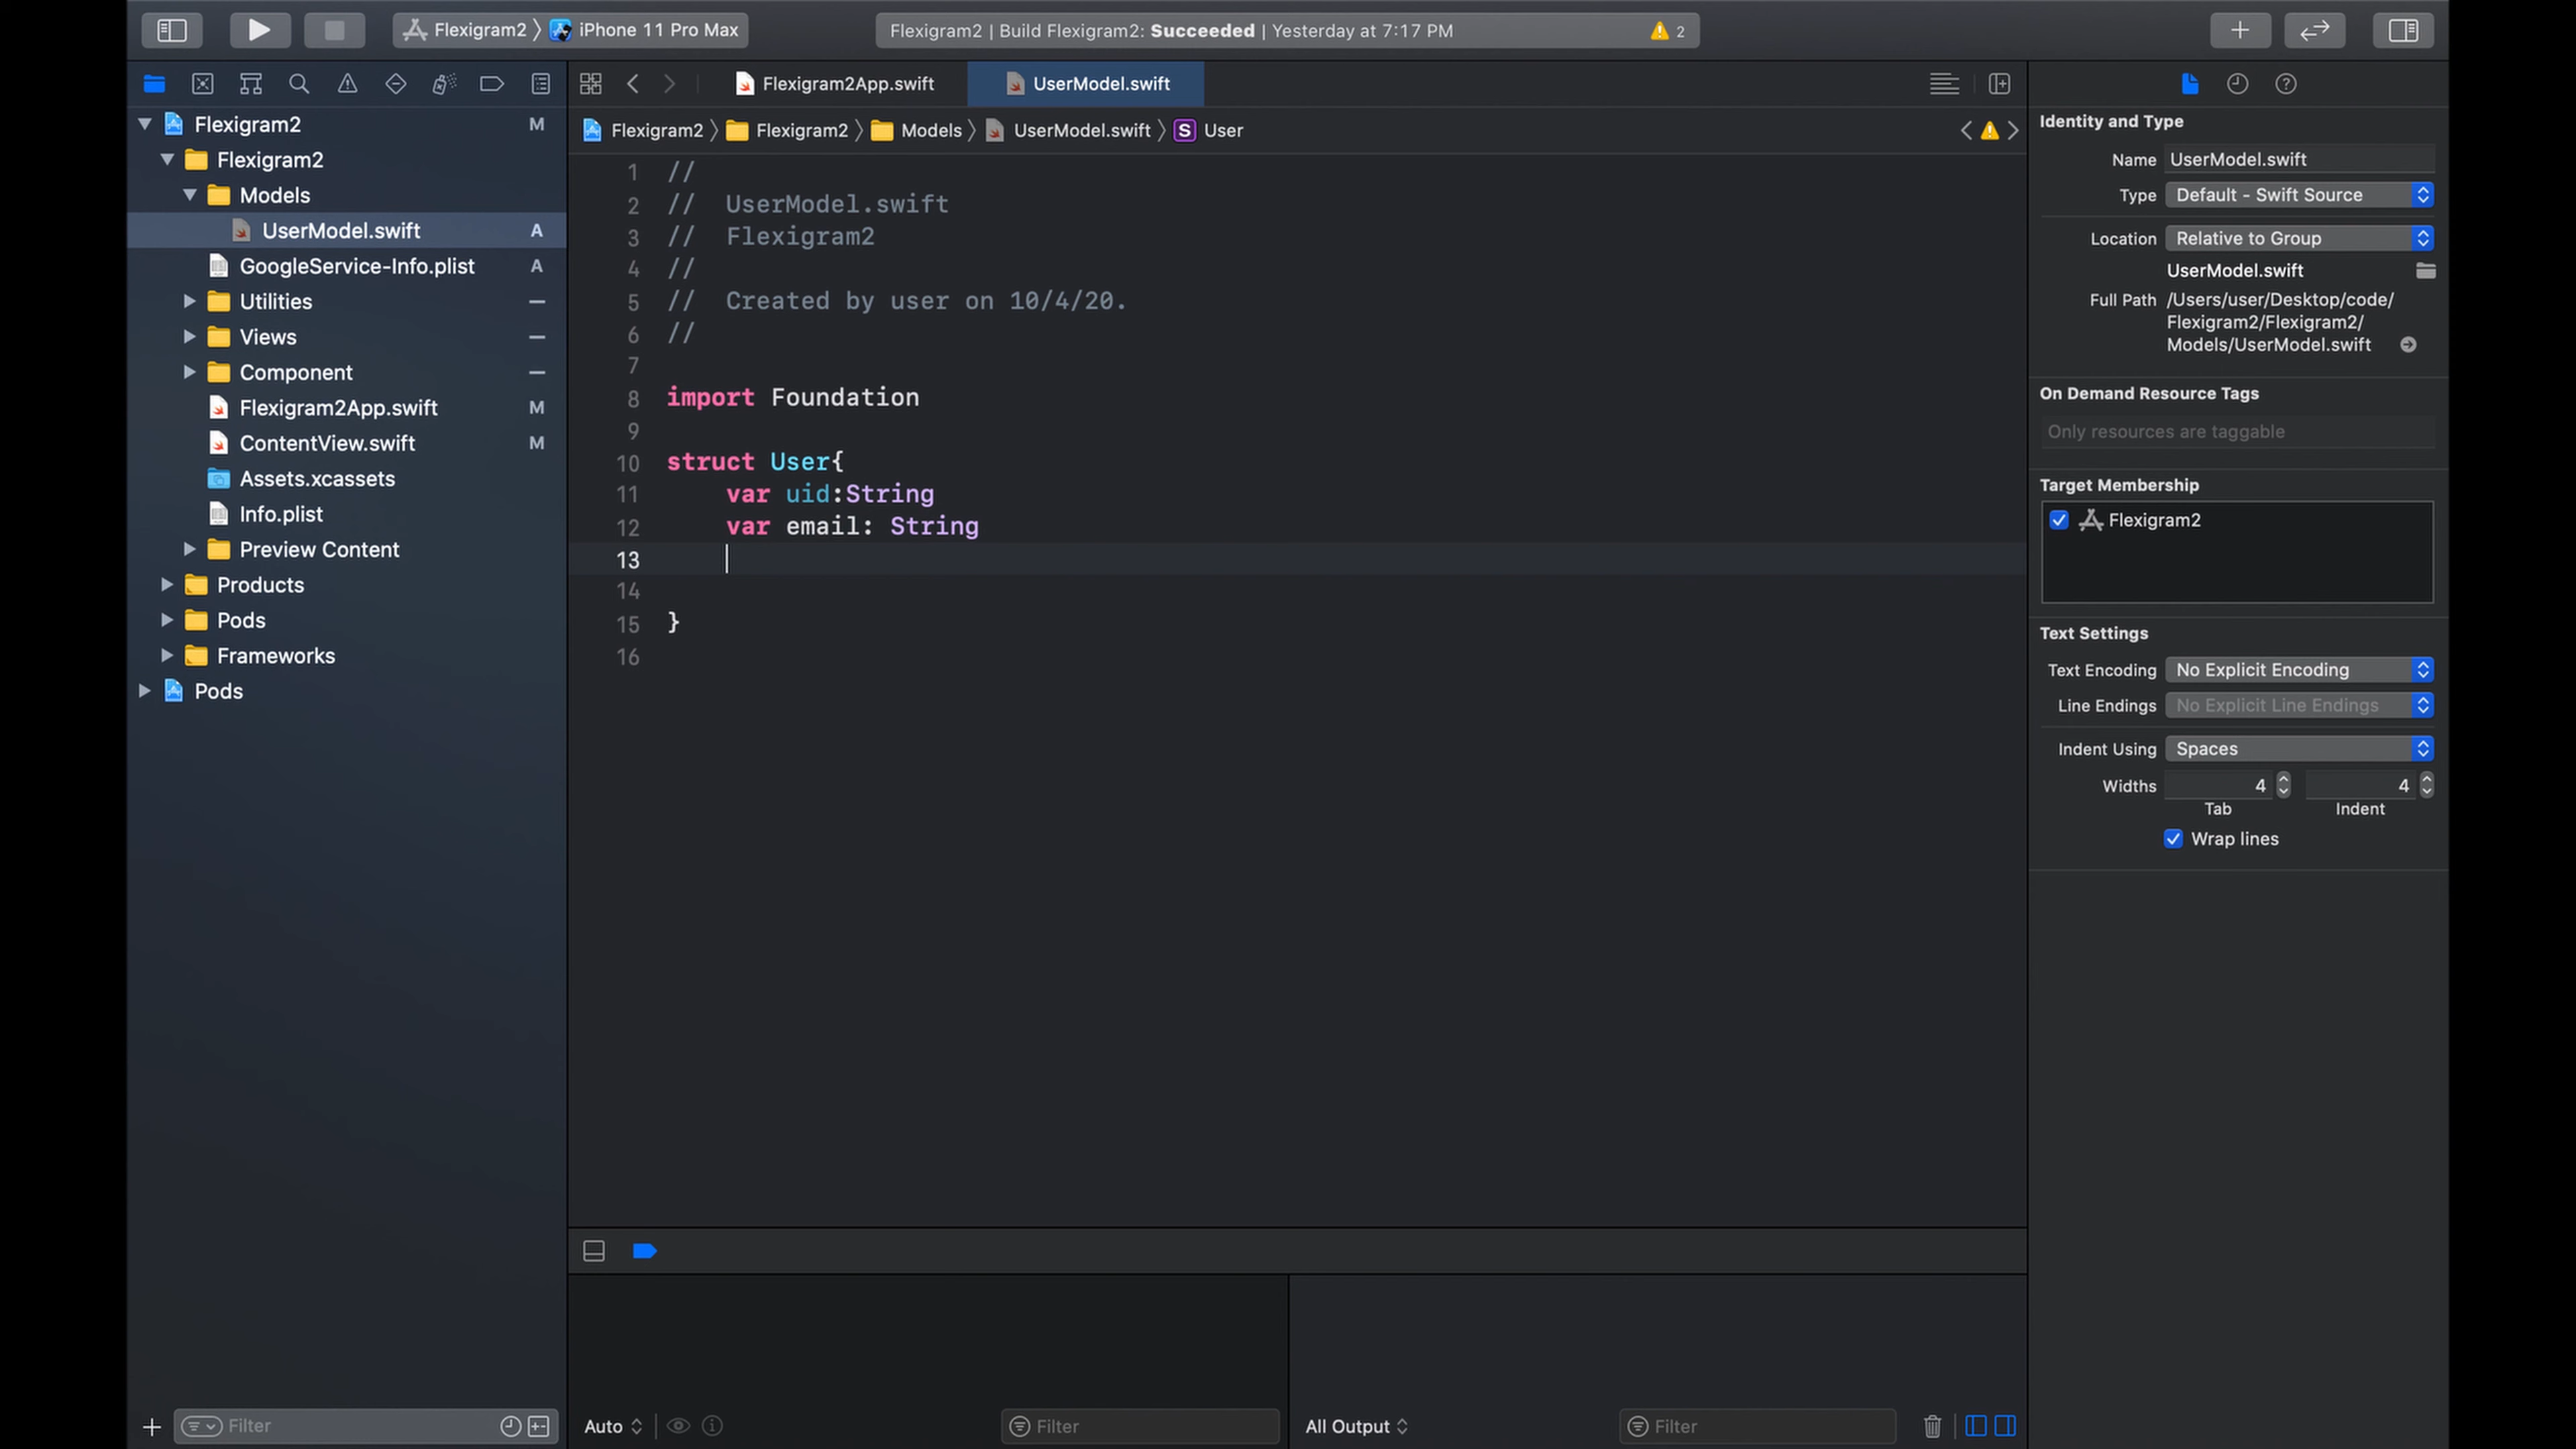 Flexigram2 iPhone 11 Pro Max
Flexigram2 | Build Flexigram2: Succeeded | Yesterday at 7:17 PM
2
Flexigram2App.swift
UserModel.swift
Flexigram2 Flexigram2 Models UserModel.swift S User
Flexigram2 M
Flexigram2
Models
UserModel.swift A
GoogleService-Info.plist A
Utilities
Views
Component
Flexigram2App.swift M
ContentView.swift M
Assets.xcassets
Info.plist
Preview Content
Products
Pods
Frameworks
Pods
Filter
1 //
2 //  UserModel.swift
3 //  Flexigram2
4 //
5 //  Created by user on 10/4/20.
6 //
7
8 import Foundation
9
10 struct User{
11     var uid:String
12     var email: String
13
14
15 }
16
Auto
Filter
All Output
Filter
Identity and Type
Name UserModel.swift
Type Default - Swift Source
Location Relative to Group
UserModel.swift
Full Path /Users/user/Desktop/code/
Flexigram2/Flexigram2/
Models/UserModel.swift
On Demand Resource Tags
Only resources are taggable
Target Membership
Flexigram2
Text Settings
Text Encoding No Explicit Encoding
Line Endings No Explicit Line Endings
Indent Using Spaces
Widths 4 4
Tab Indent
Wrap lines